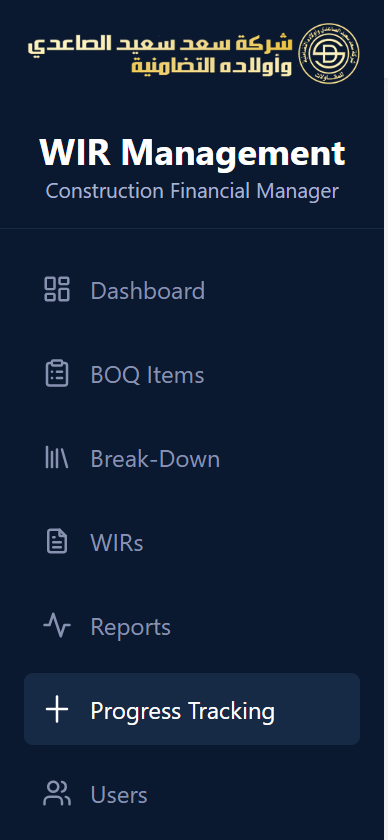 شركة سعد سعيد الصاعدي
وأولاده التضامنية
WIR Management
Construction Financial Manager
Dashboard
BOQ Items
Break-Down
WIRs
Reports
Progress Tracking
Users